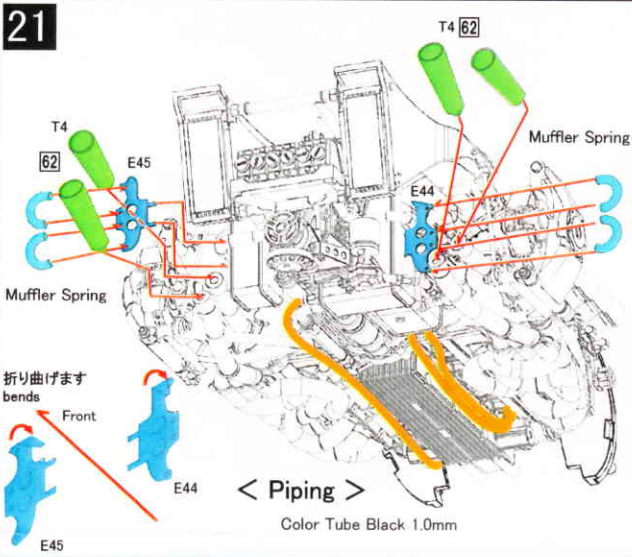 21
T4 62
Muffler Spring
T4
62
E45
E44
Muffler Spring
折り曲げます
bends
Front
E44
E45
< Piping >
Color Tube Black 1.0mm